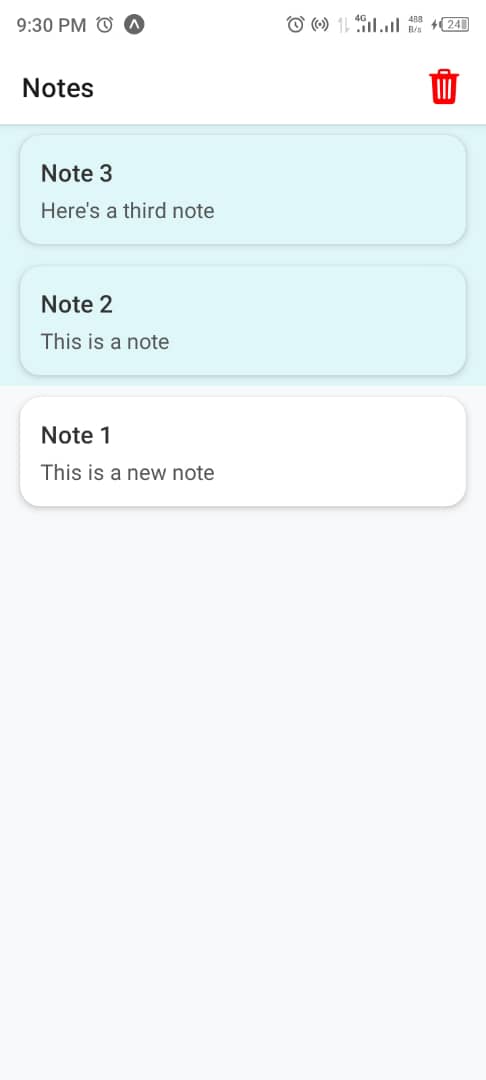 9:30 PM
4G
488
B/s
24
Notes
Note 3
Here's a third note
Note 2
This is a note
Note 1
This is a new note